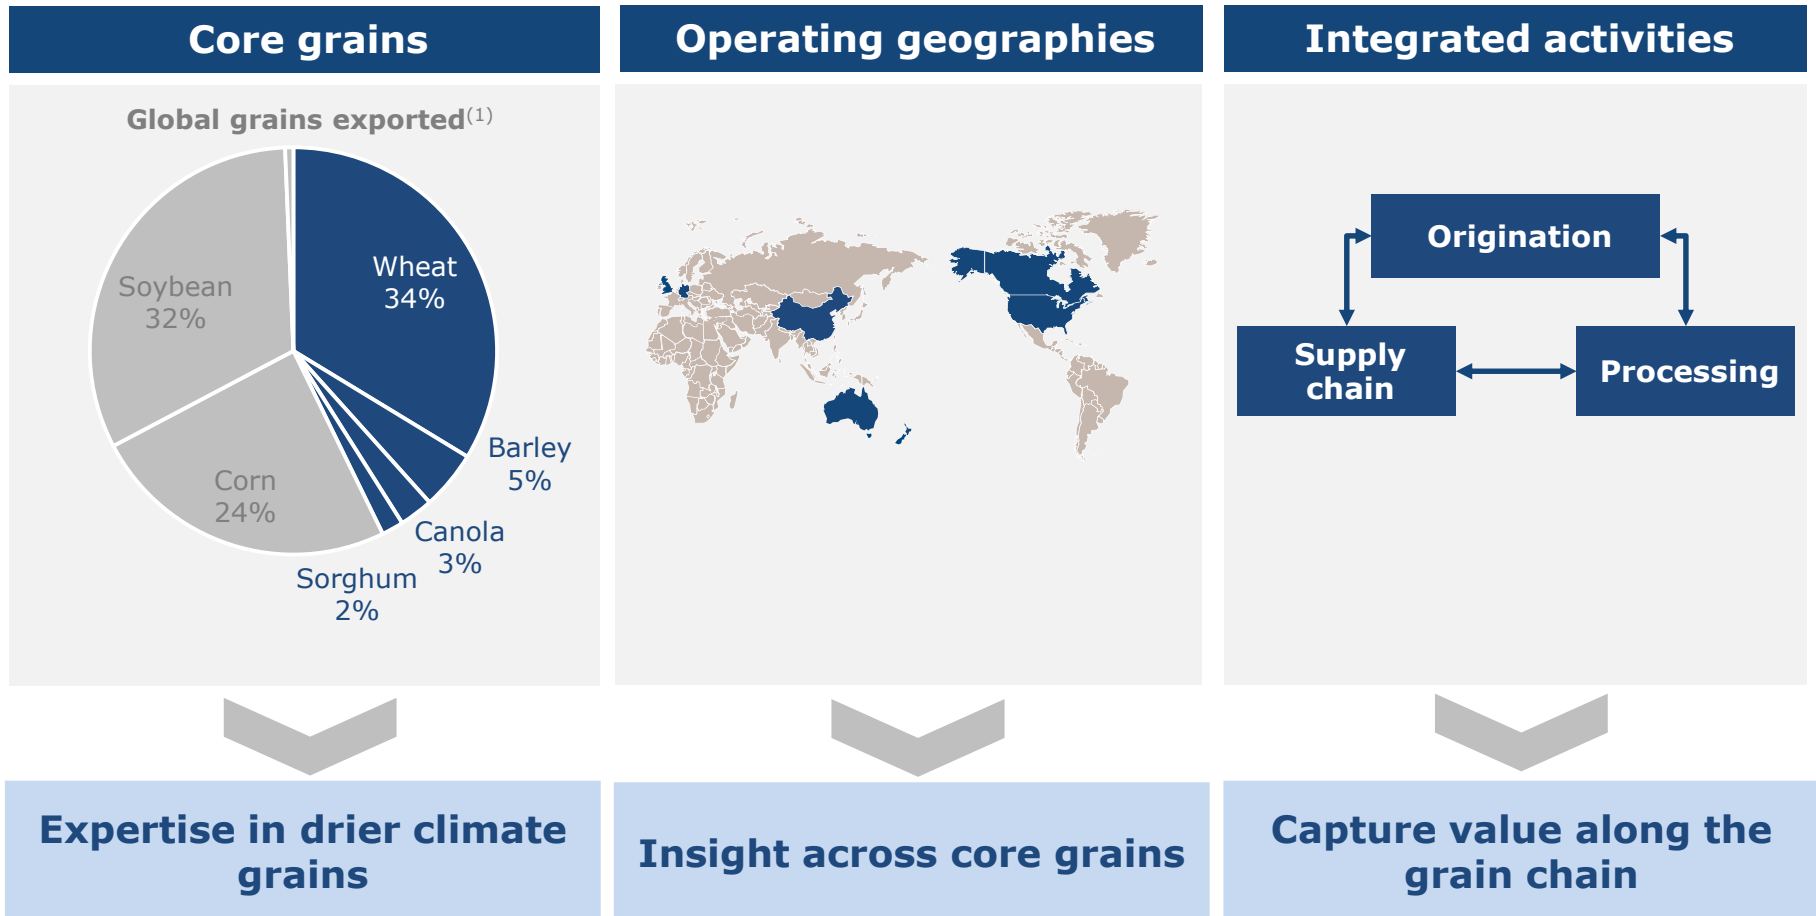 Core grains
Operating geographies
Integrated activities
Global grains exported(1)
Soybean
32%
Wheat
34%
Corn
24%
Barley
5%
Canola
3%
Sorghum
2%
Origination
Supply
chain
Processing
Expertise in drier climate
grains
Insight across core grains
Capture value along the
grain chain